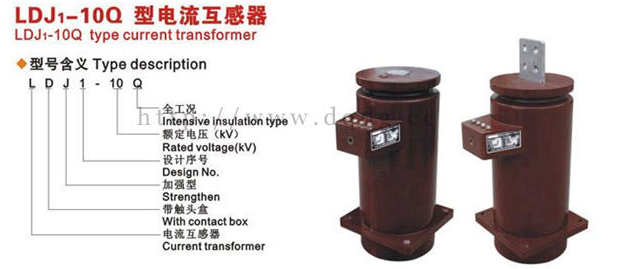 LDJ1-10Q 型电流互感器
LDJ1-10Q type current transformer
◆型号含义 Type description
L D J 1 - 10 Q
全工况
Intensive insulation type
额定电压（kV）
Rated voltage(kV)
设计序号
Design No.
加强型
Strengthen
带触头盒
With contact box
电流互感器
Current transformer